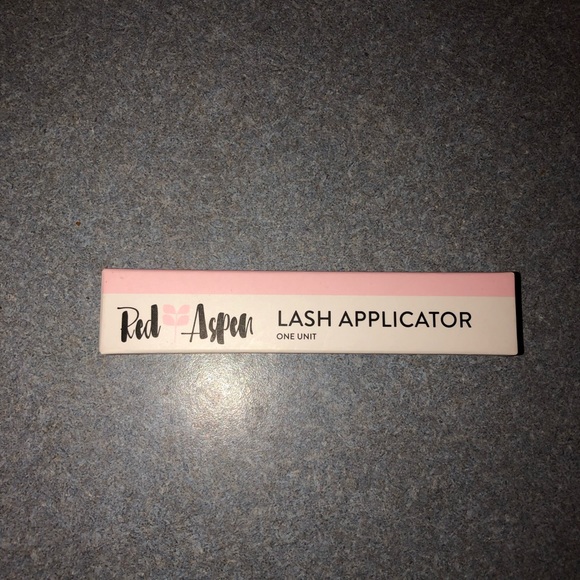 Red Aspen LASH APPLICATOR
ONE UNIT